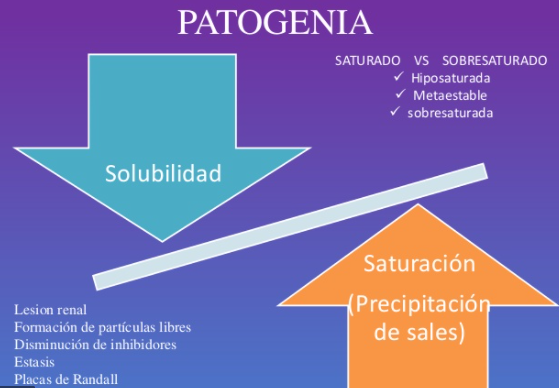 PATOGENIA
SATURADO VS SOBRESATURADO
✓ Hiposaturada
✓ Metaestable
✓ sobresaturada
Solubilidad
Saturación
(Precipitación
de sales)
Lesion renal
Formación de partículas libres
Disminución de inhibidores
Estasis
Placas de Randall